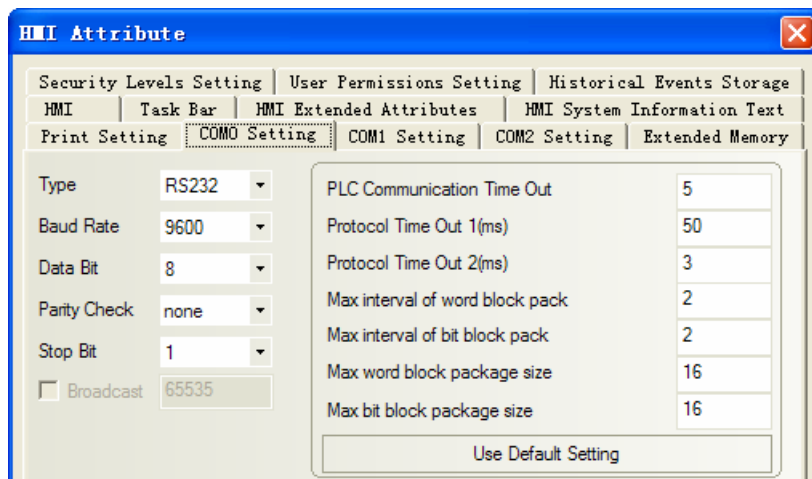 HMI Attribute
Security Levels Setting User Permissions Setting Historical Events Storage
HMI Task Bar HMI Extended Attributes HMI System Information Text
Print Setting COM0 Setting COM1 Setting COM2 Setting Extended Memory
Type RS232
Baud Rate 9600
Data Bit 8
Parity Check none
Stop Bit 1
Broadcast 65535
PLC Communication Time Out 5
Protocol Time Out 1(ms) 50
Protocol Time Out 2(ms) 3
Max interval of word block pack 2
Max interval of bit block pack 2
Max word block package size 16
Max bit block package size 16
Use Default Setting